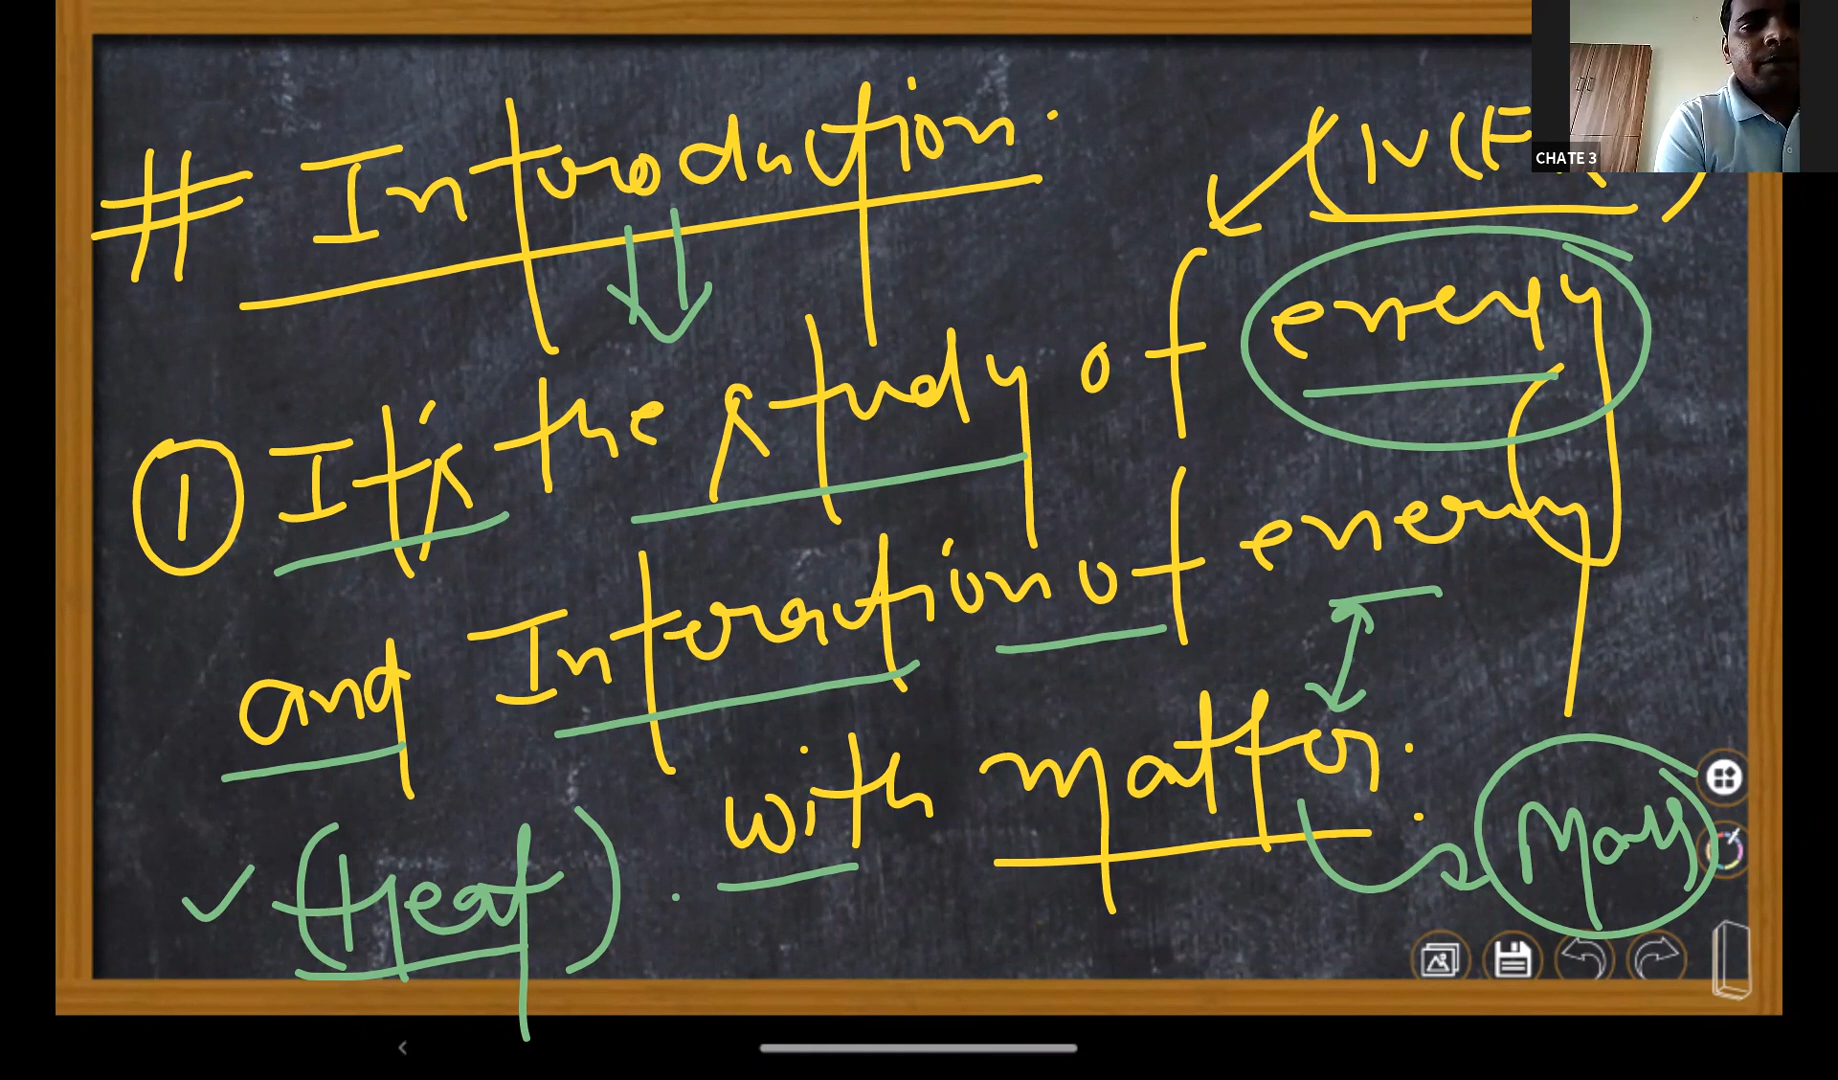 # Introduction.
CHATE 3
① It's the study of energy
and Interaction of energy
with matter.
(Heat)
Mass